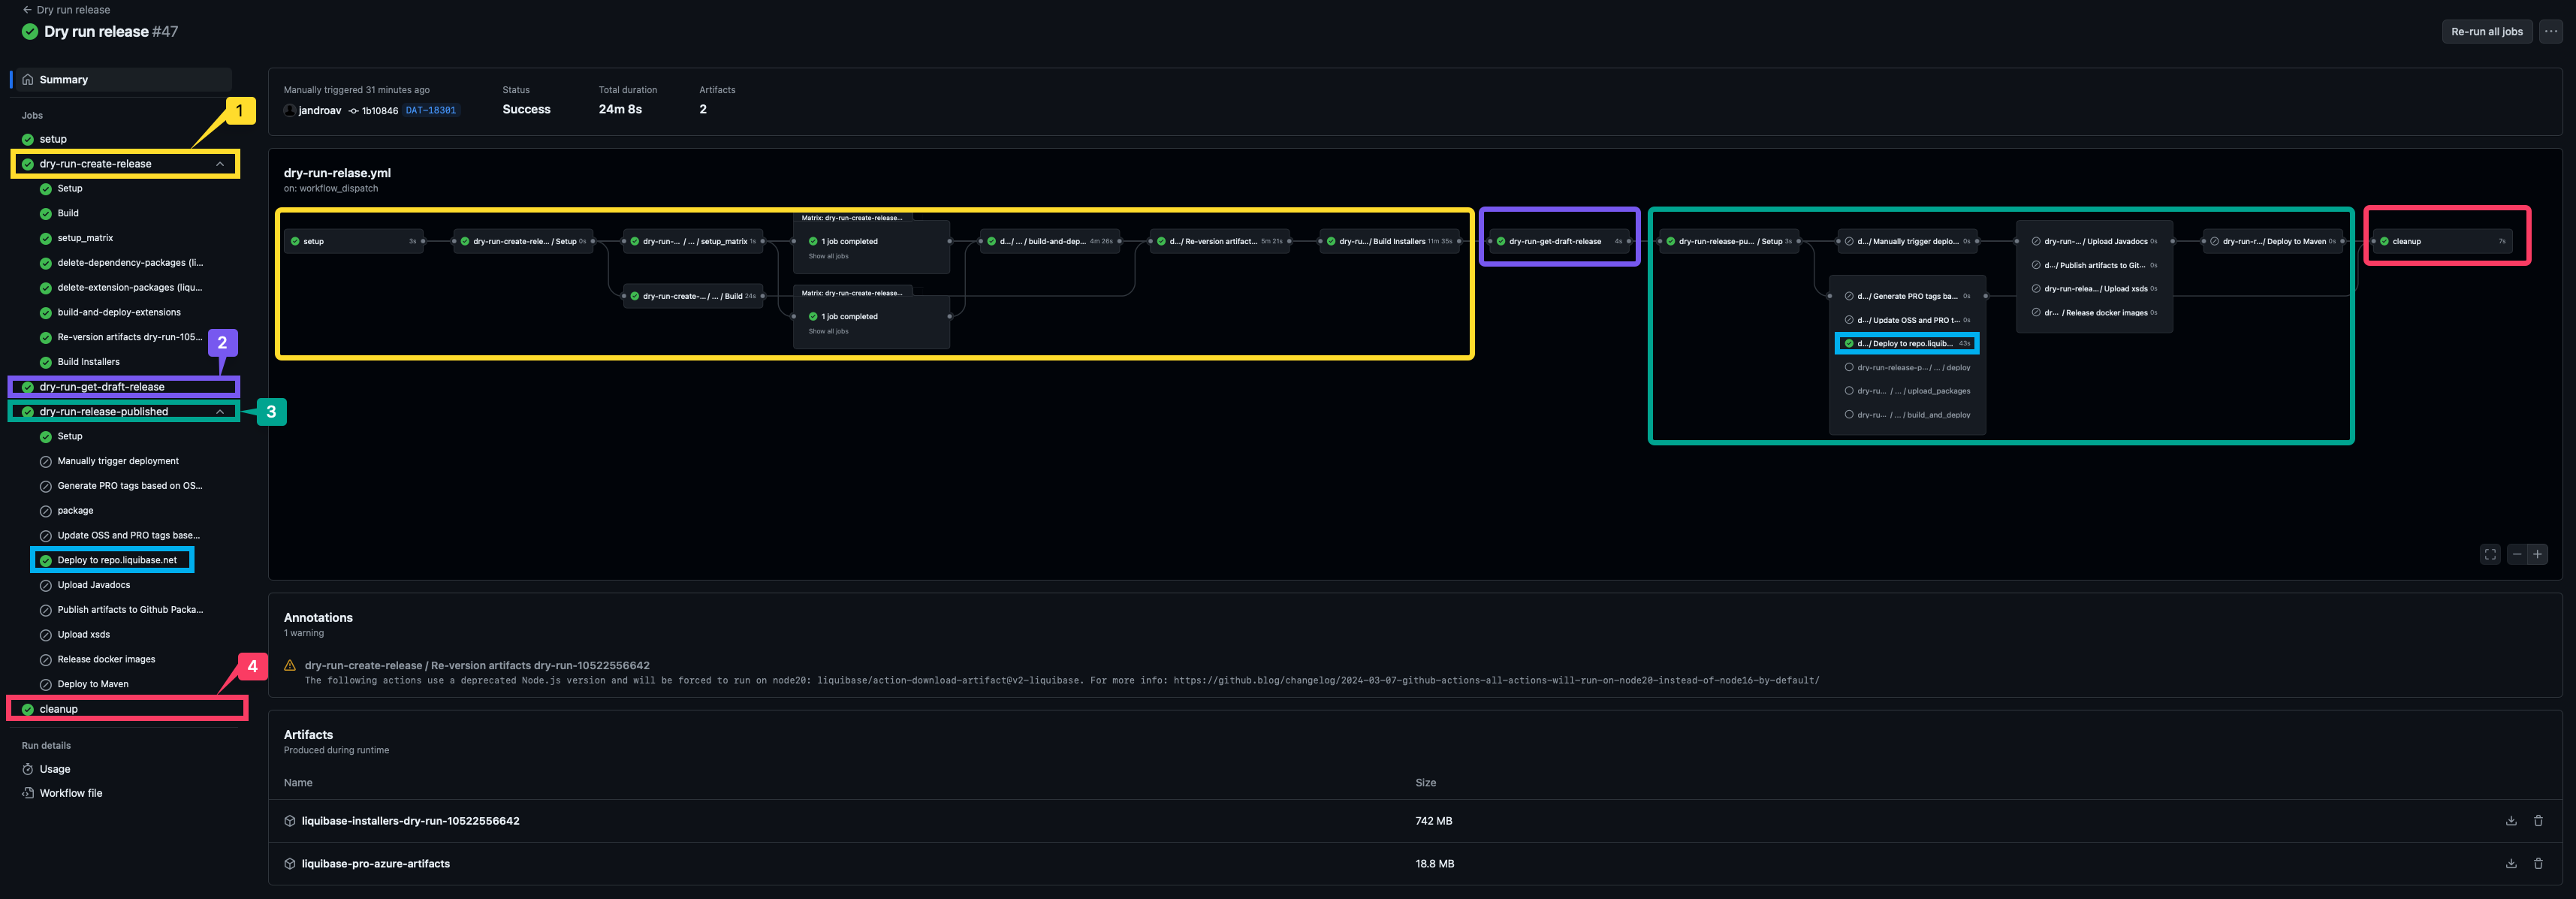 ← Dry run release
Dry run release #47
Re-run all jobs
Summary
Jobs
1
setup
dry-run-create-release
Setup
Build
setup_matrix
delete-dependency-packages (li...
delete-extension-packages (liqu...
build-and-deploy-extensions
Re-version artifacts dry-run-105...
2
Build Installers
dry-run-get-draft-release
dry-run-release-published
3
Setup
Manually trigger deployment
Generate PRO tags based on OS...
package
Update OSS and PRO tags base...
Deploy to repo.liquibase.net
Upload Javadocs
Publish artifacts to Github Packa...
Upload xsds
Release docker images
4
Deploy to Maven
cleanup
Run details
Usage
Workflow file
Manually triggered 31 minutes ago
jandroav 1b10846 DAT-18301
Status
Success
Total duration
24m 8s
Artifacts
2
dry-run-relase.yml
on: workflow_dispatch
setup 3s
dry-run-create-rele... / Setup 0s
dry-run-... / ... / setup_matrix 1s
dry-run-create-... / ... / Build 24s
Matrix: dry-run-create-release...
1 job completed
Show all jobs
Matrix: dry-run-create-release...
1 job completed
Show all jobs
d... / ... / build-and-dep... 4m 26s
d... / Re-version artifact... 5m 21s
dry-ru... / Build Installers 11m 35s
dry-run-get-draft-release 4s
dry-run-release-pu... / Setup 3s
d... / Manually trigger deplo... 0s
d... / Generate PRO tags ba... 0s
d... / Update OSS and PRO t... 0s
d... / Deploy to repo.liquib... 43s
dry-run-release-p... / ... / deploy
dry-ru... / ... / upload_packages
dry-ru... / ... / build_and_deploy
dry-run-... / Upload Javadocs 0s
d... / Publish artifacts to Git... 0s
dry-run-relea... / Upload xsds 0s
dr... / Release docker images 0s
dry-run-r... / Deploy to Maven 0s
cleanup 7s
Annotations
1 warning
dry-run-create-release / Re-version artifacts dry-run-10522556642
The following actions use a deprecated Node.js version and will be forced to run on node20: liquibase/action-download-artifact@v2-liquibase. For more info: https://github.blog/changelog/2024-03-07-github-actions-all-actions-will-run-on-node20-instead-of-node16-by-default/
Artifacts
Produced during runtime
Name Size
liquibase-installers-dry-run-10522556642 742 MB
liquibase-pro-azure-artifacts 18.8 MB